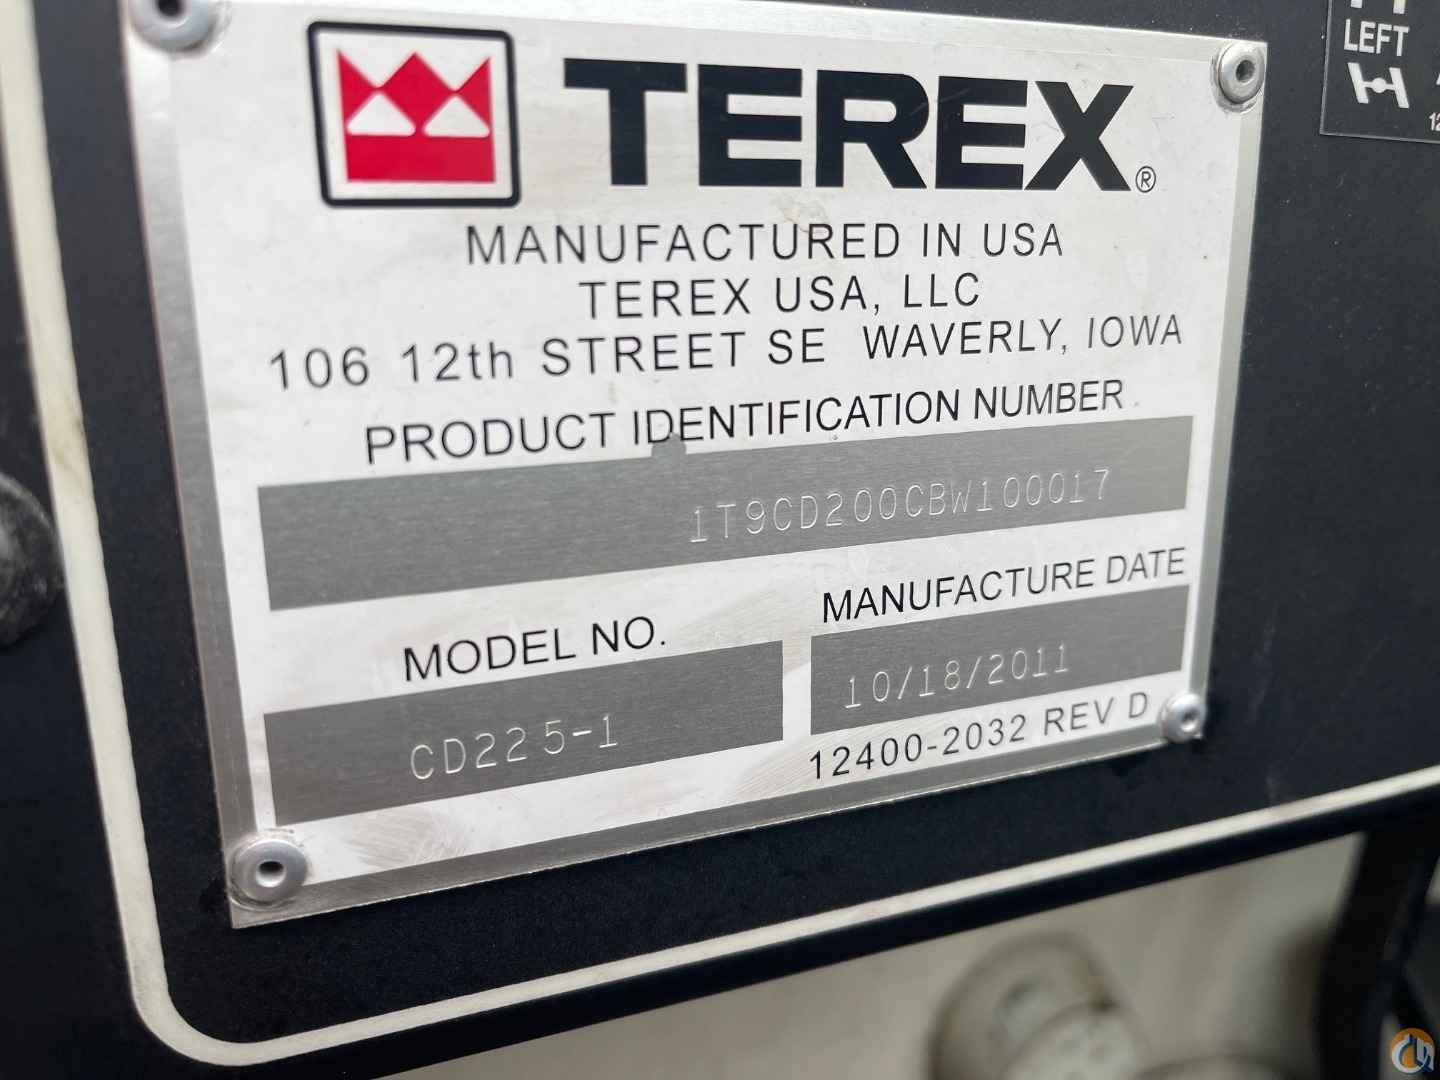 TEREX®
MANUFACTURED IN USA
TEREX USA, LLC
106 12th STREET SE WAVERLY, IOWA
PRODUCT IDENTIFICATION NUMBER
1T9CD200CBW100017
MODEL NO.
CD225-1
MANUFACTURE DATE
10/18/2011
12400-2032 REV D
LEFT
12